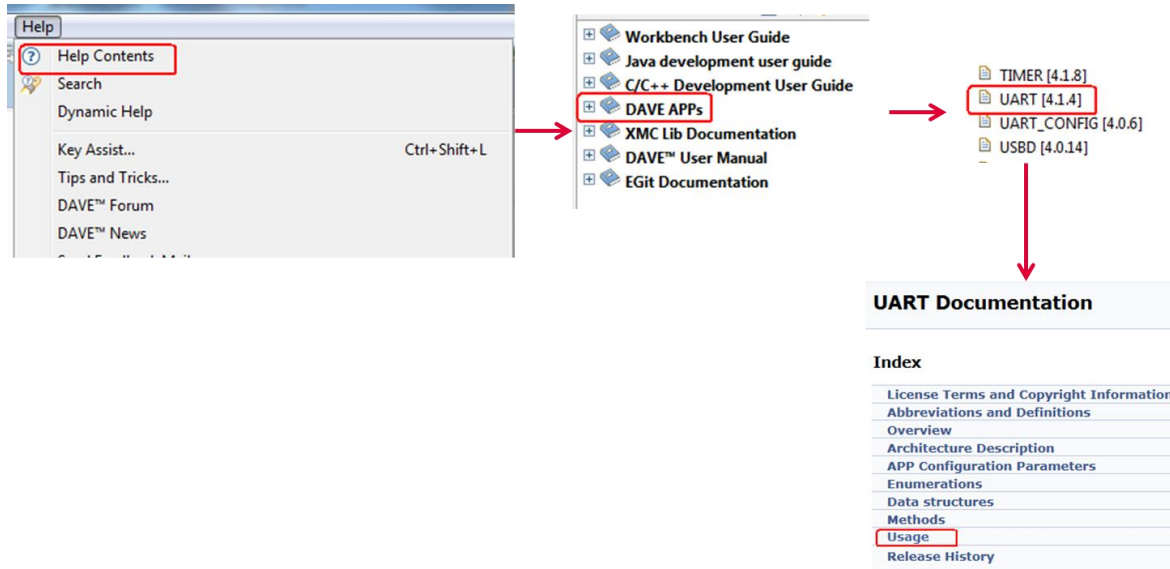 Help
Help Contents
Search
Dynamic Help
Key Assist... Ctrl+Shift+L
Tips and Tricks...
DAVE™ Forum
DAVE™ News
Workbench User Guide
Java development user guide
C/C++ Development User Guide
DAVE APPs
XMC Lib Documentation
DAVE™ User Manual
EGit Documentation
TIMER [4.1.8]
UART [4.1.4]
UART_CONFIG [4.0.6]
USBD [4.0.14]
UART Documentation
Index
License Terms and Copyright Information
Abbreviations and Definitions
Overview
Architecture Description
APP Configuration Parameters
Enumerations
Data structures
Methods
Usage
Release History